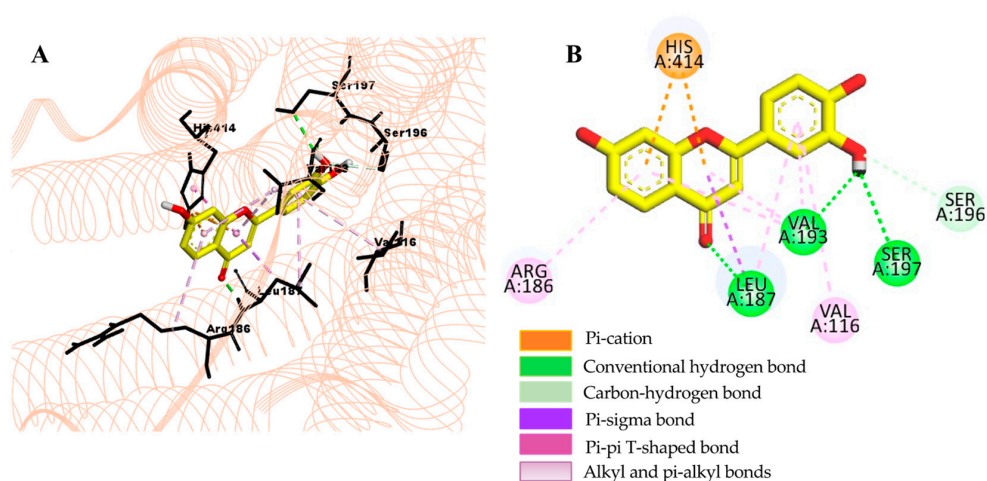 A
Ser197
His414
Ser196
Val116
Leu187
Arg186
B
HIS
A:414
SER
A:196
VAL
A:193
SER
A:197
ARG
A:186
LEU
A:187
VAL
A:116
Pi-cation
Conventional hydrogen bond
Carbon-hydrogen bond
Pi-sigma bond
Pi-pi T-shaped bond
Alkyl and pi-alkyl bonds